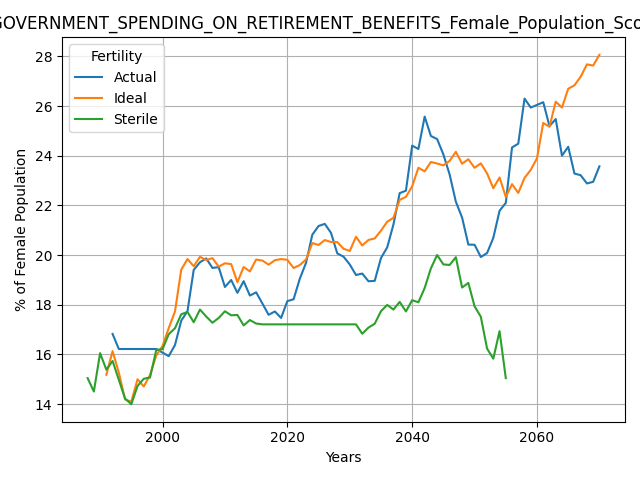 GOVERNMENT_SPENDING_ON_RETIREMENT_BENEFITS_Female_Population_Sco
Fertility
Actual
Ideal
Sterile
28
26
24
22
20
18
16
14
% of Female Population
2000
2020
2040
2060
Years